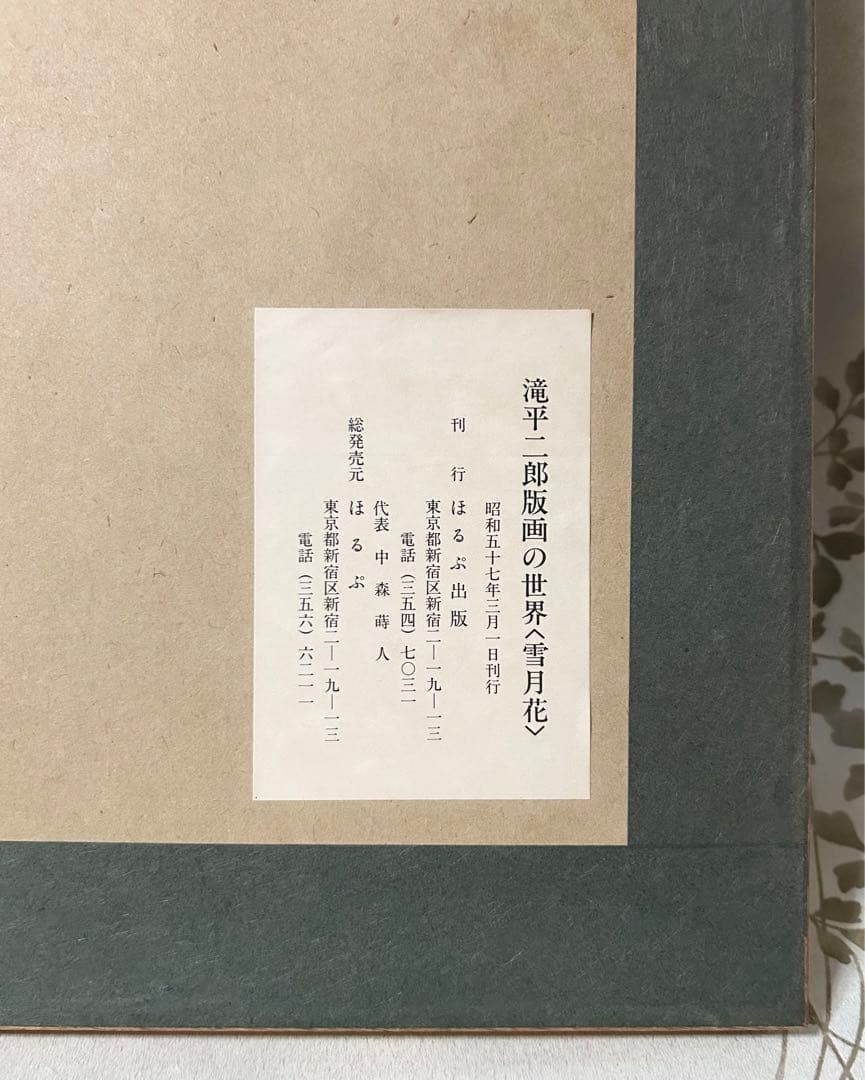 滝平二郎版画の世界〈雪月花〉
昭和五十七年三月一日刊行
刊行 ほるぷ出版
東京都新宿区新宿二―一九―一三
電話（三五四）七〇三一
代表 中森蒔人
総発売元 ほるぷ
東京都新宿区新宿二―一九―一三
電話（三五六）六二一一